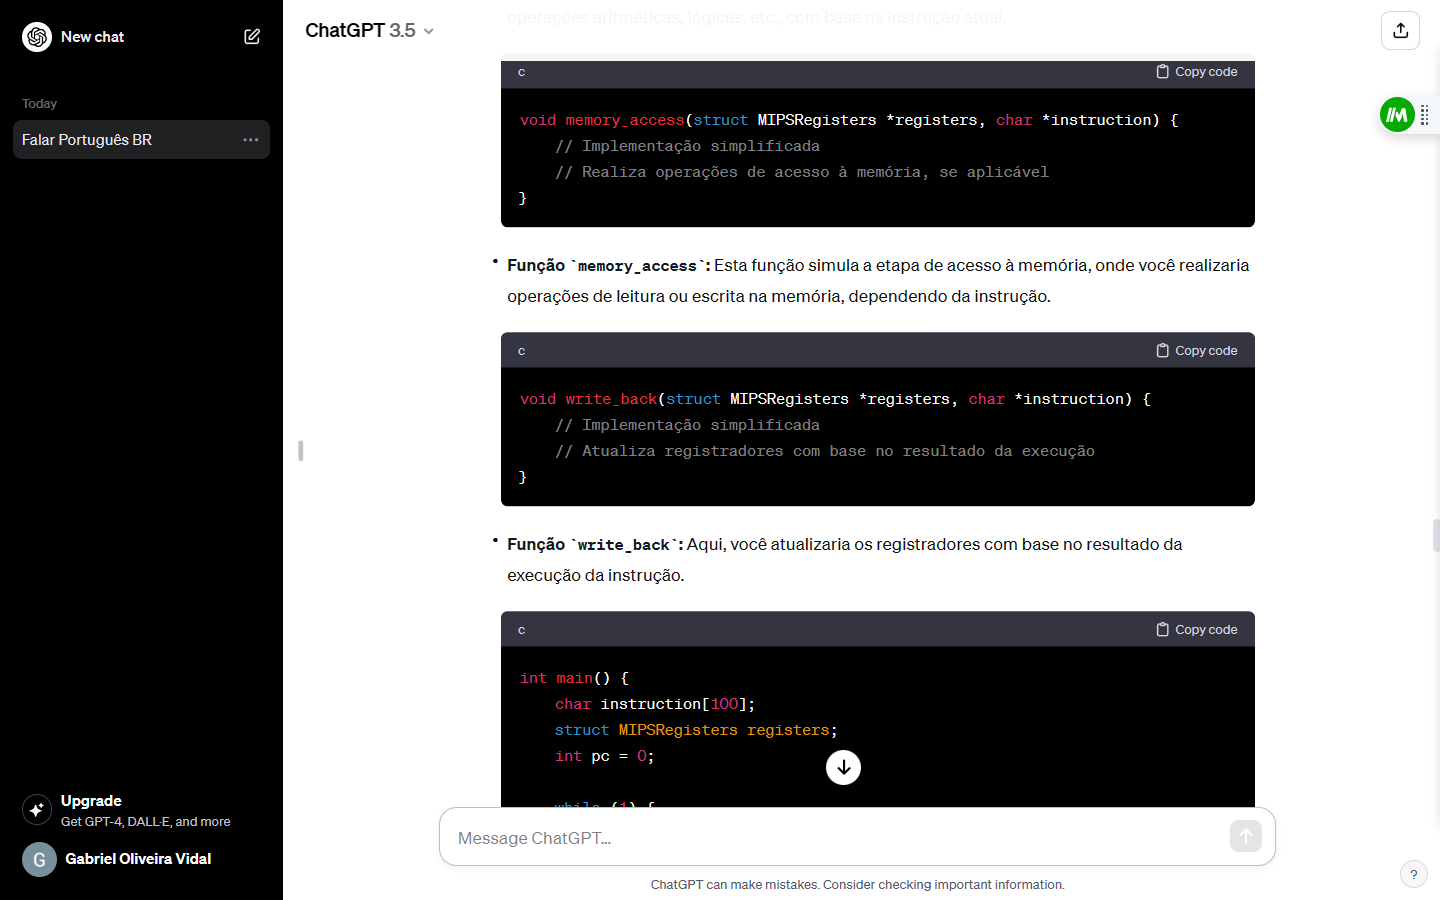 New chat
Today
Falar Português BR
Upgrade
Get GPT-4, DALL·E, and more
G
Gabriel Oliveira Vidal
ChatGPT 3.5
operações aritméticas, lógicas, etc., com base na instrução atual.
c
Copy code
void memory_access(struct MIPSRegisters *registers, char *instruction) {
// Implementação simplificada
// Realiza operações de acesso à memória, se aplicável
}
• Função `memory_access`: Esta função simula a etapa de acesso à memória, onde você realizaria
operações de leitura ou escrita na memória, dependendo da instrução.
c
Copy code
void write_back(struct MIPSRegisters *registers, char *instruction) {
// Implementação simplificada
// Atualiza registradores com base no resultado da execução
}
• Função `write_back`: Aqui, você atualizaria os registradores com base no resultado da
execução da instrução.
c
Copy code
int main() {
char instruction[100];
struct MIPSRegisters registers;
int pc = 0;
while (1) {
Message ChatGPT...
ChatGPT can make mistakes. Consider checking important information.
?